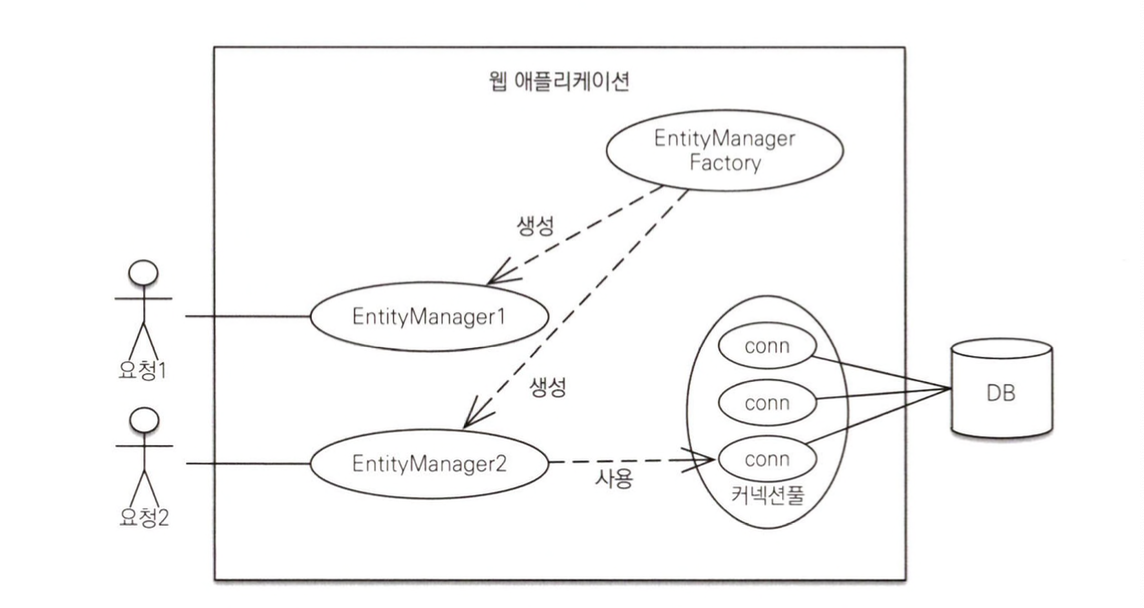 웹 애플리케이션
EntityManager
Factory
생성
EntityManager1
요청1
conn
conn
DB
생성
EntityManager2
conn
사용
커넥션풀
요청2